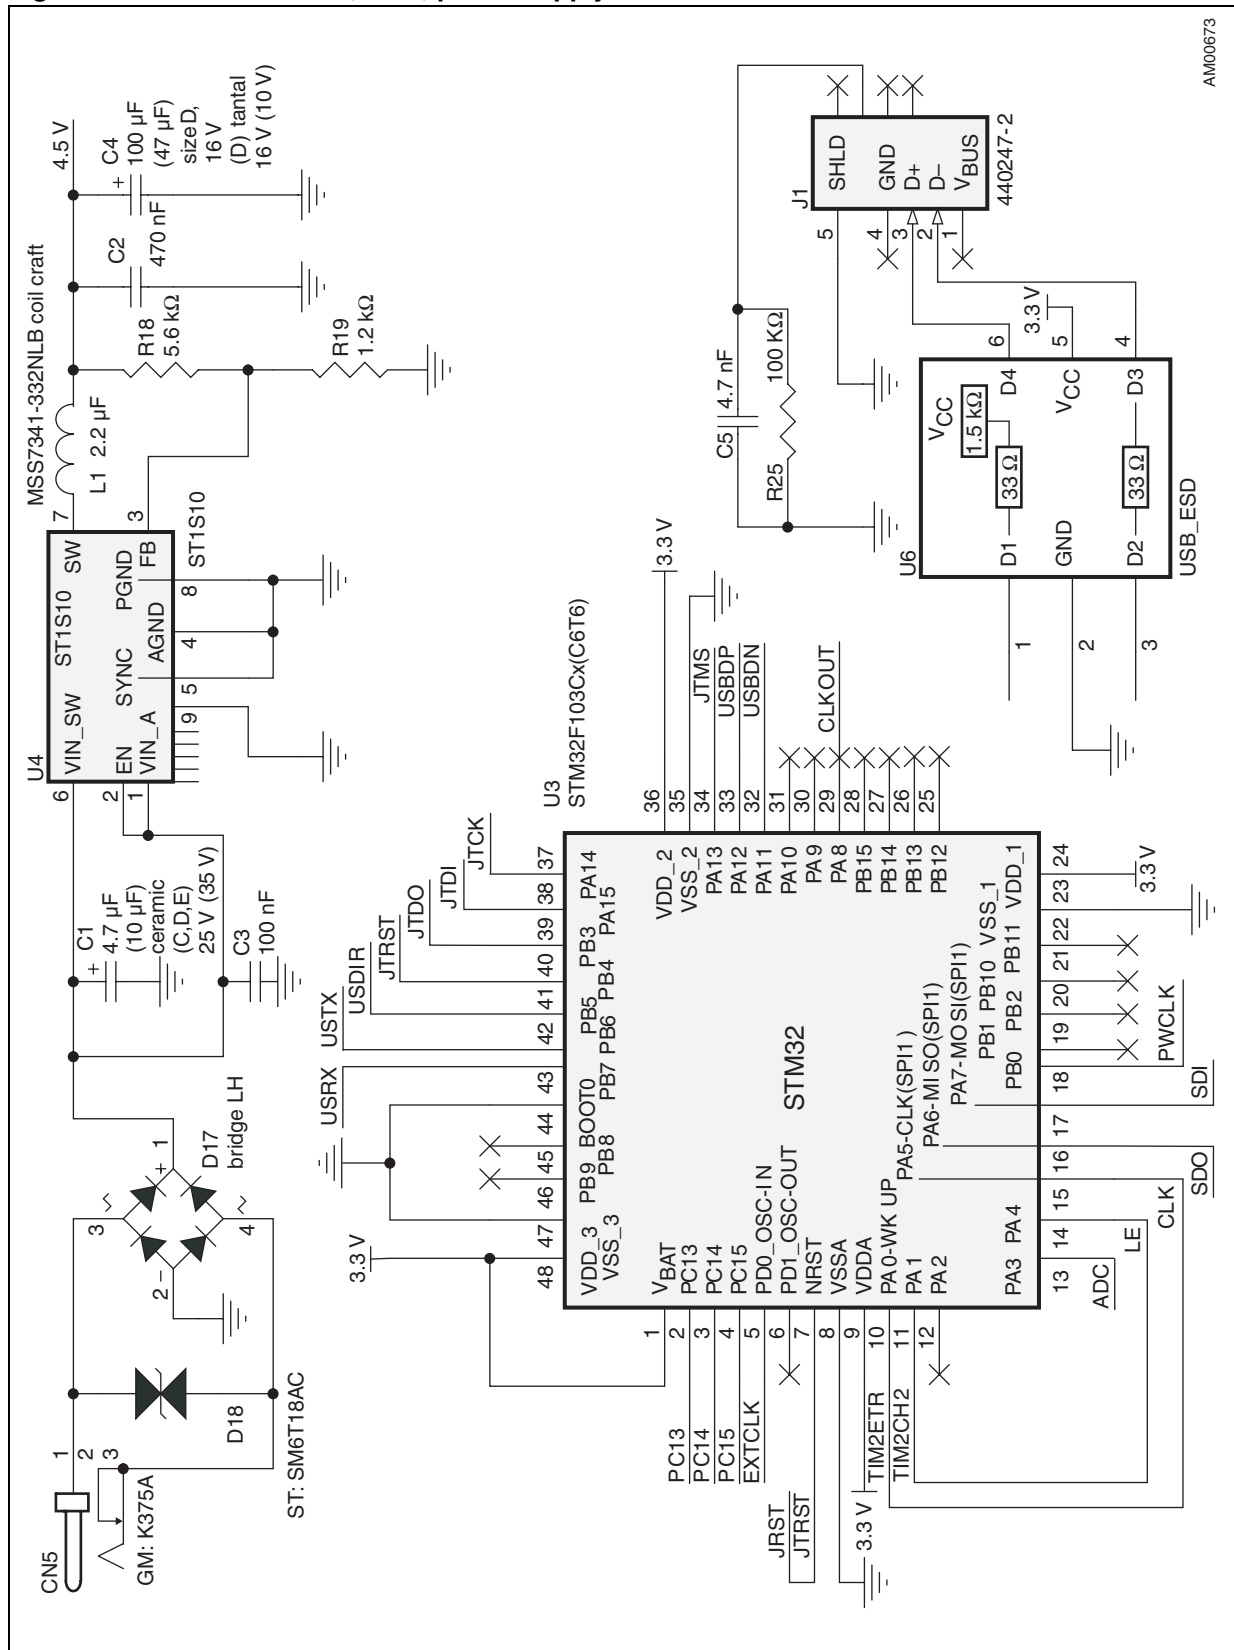 AM00673
CN5
GM: K375A
1
2
3
D18
ST: SM6T18AC
3
4
2
–
+
1
D17
bridge LH
+
C1
4.7 µF
(10 µF)
ceramic
(C,D,E)
25 V (35 V)
C3
100 nF
U4
6
2
1
VIN_SW
EN
VIN_A
9
ST1S10
SYNC
5
AGND
4
PGND
8
SW
FB
7
3
ST1S10
MSS7341-332NLB coil craft
L1 2.2 µF
R18
5.6 kΩ
R19
1.2 kΩ
C2
470 nF
4.5 V
+
C4
100 µF
(47 µF)
sizeD,
16V
(D) tantal
16 V (10 V)
3.3 V
USRX
USTX
USDIR
JTRST
JTDO
JTDI
JTCK
48
47
46
45
44
43
42
41
40
39
38
37
VDD_3
VSS_3
PB9
PB8
BOOT0
PB7
PB6
PB5
PB4
PB3
PA15
PA14
U3
STM32F103Cx(C6T6)
STM32
PC13
PC14
PC15
EXTCLK
JRST
JTRST
3.3 V
TIM2ETR
TIM2CH2
1
2
3
4
5
6
7
8
9
10
11
12
VBAT
PC13
PC14
PC15
PD0_OSC-IN
PD1_OSC-OUT
NRST
VSSA
VDDA
PA0-WK UP
PA1
PA2
PA3
PA4
PA5-CLK(SPI1)
PA6-MI SO(SPI1)
PA7-MO SI(SPI1)
PB0
PB1
PB2
PB10
PB11
VSS_1
VDD_1
13
14
15
16
17
18
19
20
21
22
23
24
ADC
LE
CLK
SDO
SDI
PWCLK
3.3 V
VDD_2
VSS_2
PA13
PA12
PA11
PA10
PA9
PA8
PB15
PB14
PB13
PB12
36
35
34
33
32
31
30
29
28
27
26
25
3.3 V
JTMS
USBDP
USBDN
CLKOUT
U6
1
2
3
D1
GND
D2
33 Ω
33 Ω
VCC
1.5 kΩ
D4
VCC
D3
USB_ESD
6
5
4
3.3 V
C5
4.7 nF
R25
100 KΩ
J1
5
4
3
2
1
SHLD
GND
D+
D–
VBUS
440247-2